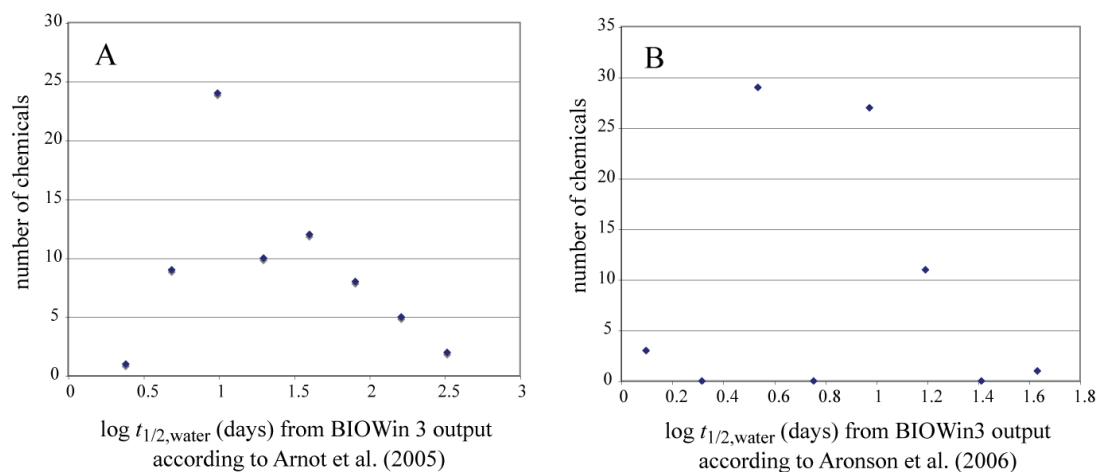 A
number of chemicals
30
25
20
15
10
5
0
0 0.5 1 1.5 2 2.5 3
log t1/2,water (days) from BIOWin 3 output
according to Arnot et al. (2005)
B
number of chemicals
35
30
25
20
15
10
5
0
0 0.2 0.4 0.6 0.8 1 1.2 1.4 1.6 1.8
log t1/2,water (days) from BIOWin3 output
according to Aronson et al. (2006)